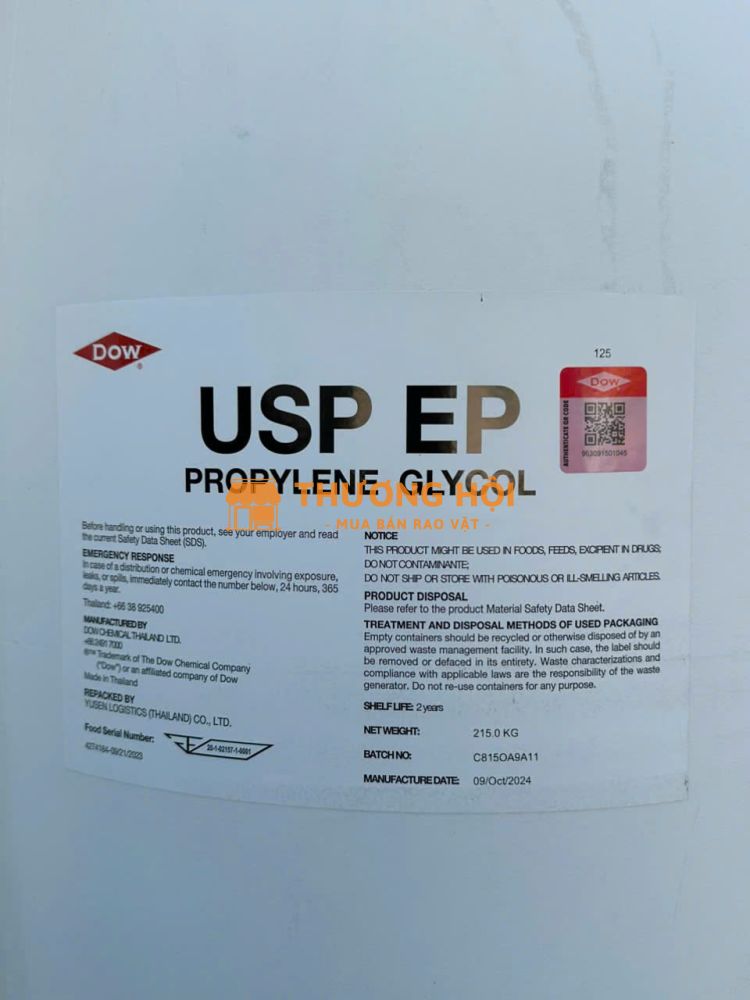 DOW
USP EP
PROPYLENE GLYCOL
125
Dow
AUTHENTICATE QR CODE
963091501045
THƯƠNG HỘI
- MUA BÁN RAO VẶT -
Before handling or using this product, see your employer and read
the current Safety Data Sheet (SDS).
EMERGENCY RESPONSE
In case of a distribution or chemical emergency involving exposure,
leaks, or spills, immediately contact the number below, 24 hours, 365
days a year.
Thailand: +66 38 925400
MANUFACTURED BY
DOW CHEMICAL THAILAND LTD.
Trademark of The Dow Chemical Company
("Dow") or an affiliated company of Dow
Made in Thailand
REPACKED BY
YUSEN LOGISTICS (THAILAND) CO., LTD.
Food Serial Number:
20-1-02157-1-0001
4274184-09/21/2023
NOTICE
THIS PRODUCT MIGHT BE USED IN FOODS, FEEDS, EXCIPIENT IN DRUGS;
DO NOT CONTAMINANTE;
DO NOT SHIP OR STORE WITH POISONOUS OR ILL-SMELLING ARTICLES.
PRODUCT DISPOSAL
Please refer to the product Material Safety Data Sheet.
TREATMENT AND DISPOSAL METHODS OF USED PACKAGING
Empty containers should be recycled or otherwise disposed of by an
approved waste management facility. In such case, the label should
be removed or defaced in its entirety. Waste characterizations and
compliance with applicable laws are the responsibility of the waste
generator. Do not re-use containers for any purpose.
SHELF LIFE: 2 years
NET WEIGHT: 215.0 KG
BATCH NO: C815OA9A11
MANUFACTURE DATE: 09/Oct/2024